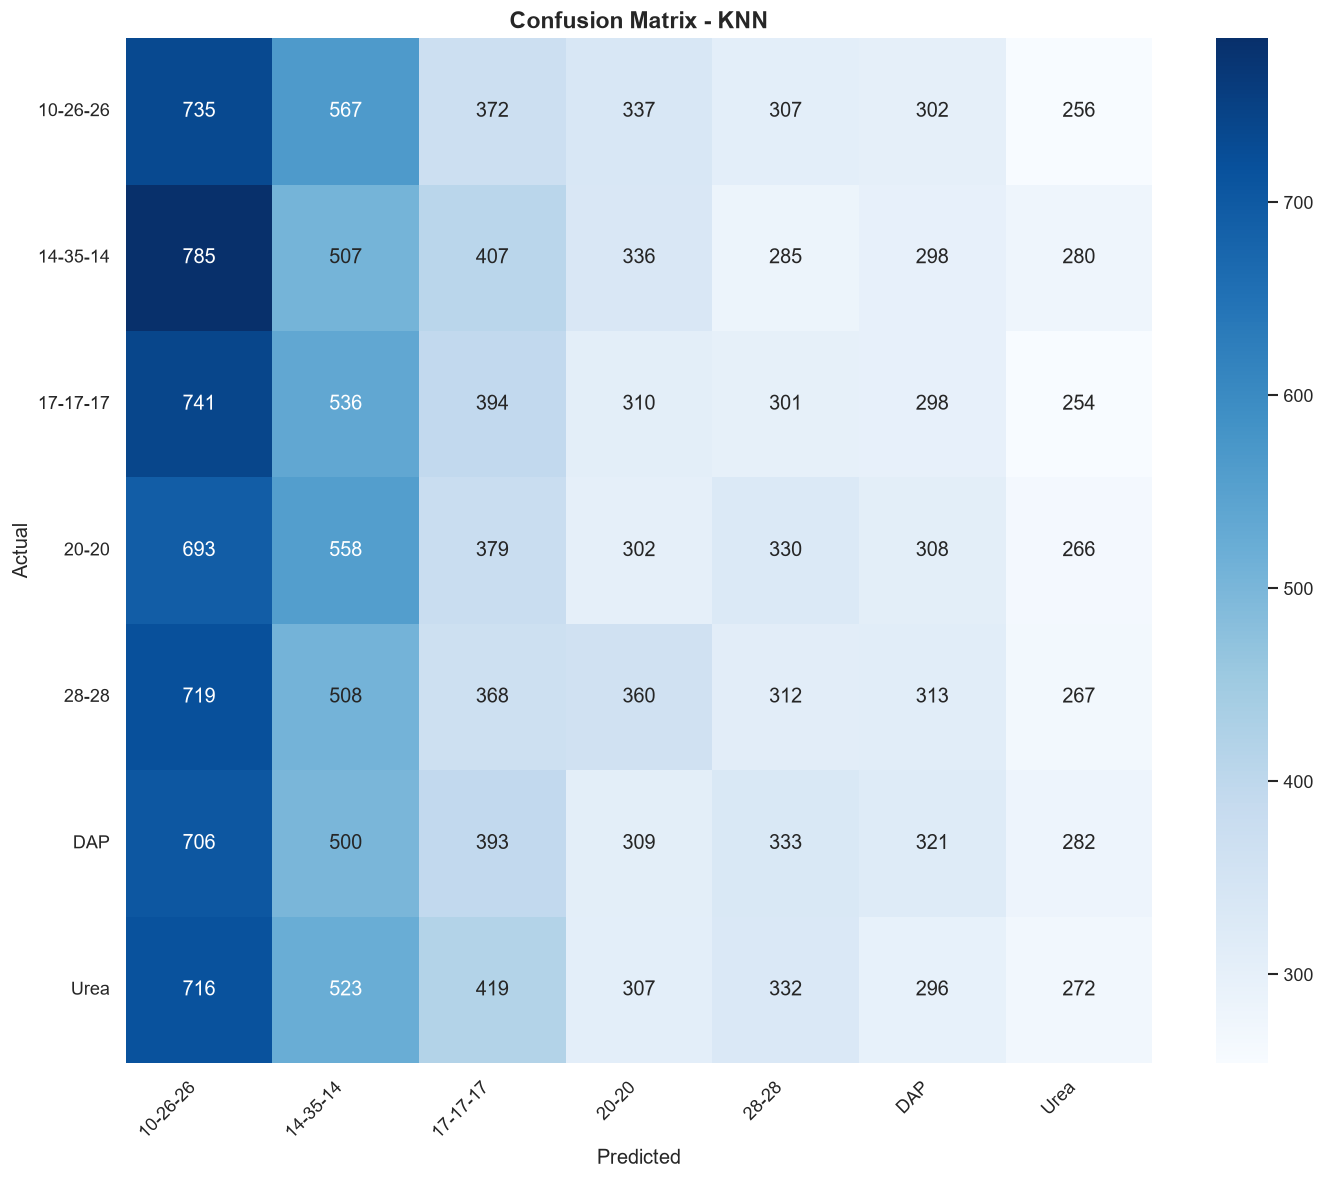 Confusion Matrix - KNN
10-26-26 735 567 372 337 307 302 256
14-35-14 785 507 407 336 285 298 280
17-17-17 741 536 394 310 301 298 254
20-20 693 558 379 302 330 308 266
28-28 719 508 368 360 312 313 267
DAP 706 500 393 309 333 321 282
Urea 716 523 419 307 332 296 272
Actual
10-26-26 14-35-14 17-17-17 20-20 28-28 DAP Urea
Predicted
700
600
500
400
300